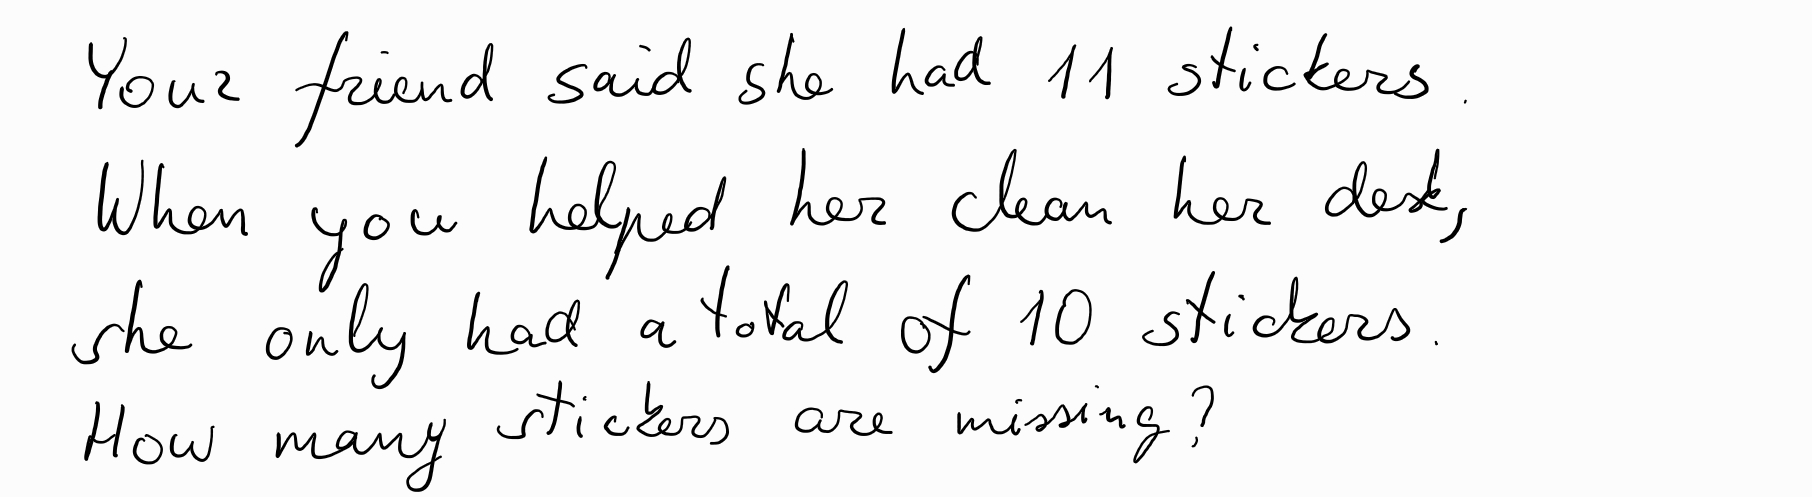 Your friend said she had 11 stickers.
When you helped her clean her desk,
she only had a total of 10 stickers.
How many stickers are missing?